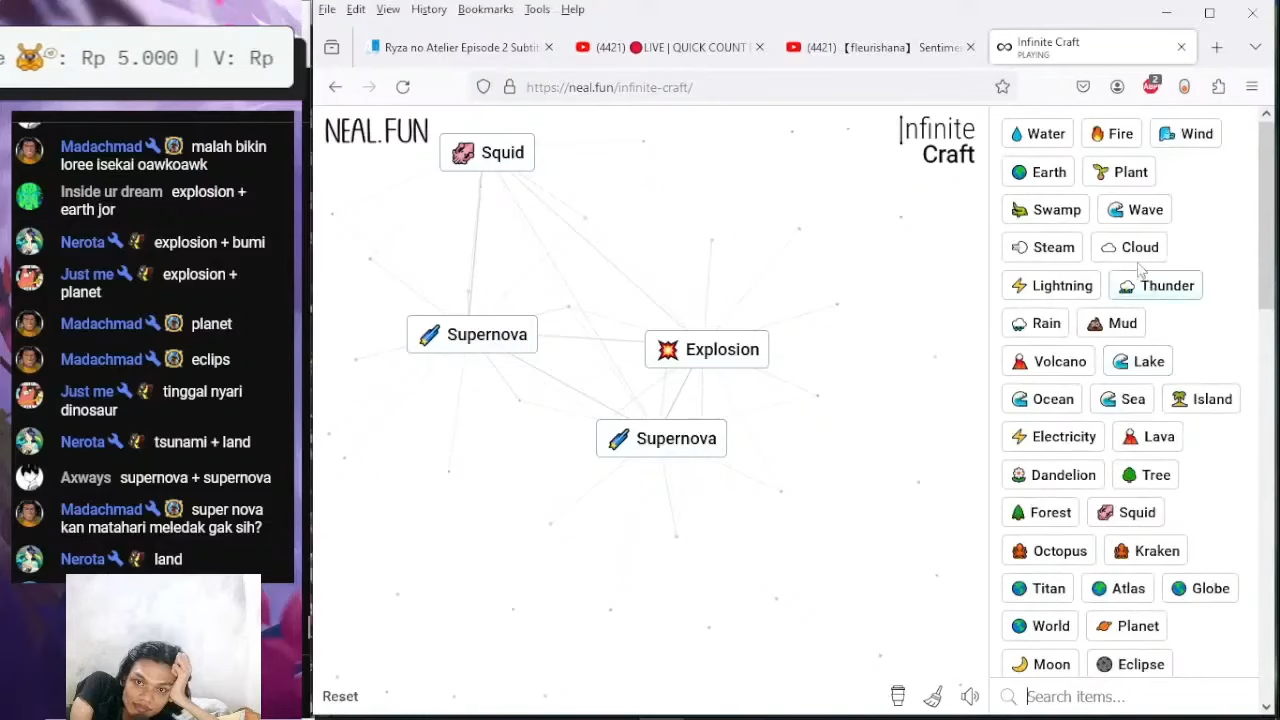 File Edit View History Bookmarks Tools Help
e : Rp 5.000 | V: Rp
Ryza no Atelier Episode 2 Subtit
(4421) LIVE | QUICK COUNT |
(4421) 【fleurishana】 Sentime
Infinite Craft
PLAYING
https://neal.fun/infinite-craft/
2
ABP
NEAL.FUN
Infinite
Craft
Madachmad malah bikin
loree isekai oawkoawk
Inside ur dream explosion +
earth jor
Nerota explosion + bumi
Just me explosion +
planet
Madachmad planet
Madachmad eclips
Just me tinggal nyari
dinosaur
Nerota tsunami + land
Axways supernova + supernova
Madachmad super nova
kan matahari meledak gak sih?
Nerota land
Squid
Supernova
Explosion
Supernova
Reset
Water Fire Wind
Earth Plant
Swamp Wave
Steam Cloud
Lightning Thunder
Rain Mud
Volcano Lake
Ocean Sea Island
Electricity Lava
Dandelion Tree
Forest Squid
Octopus Kraken
Titan Atlas Globe
World Planet
Moon Eclipse
Search items...